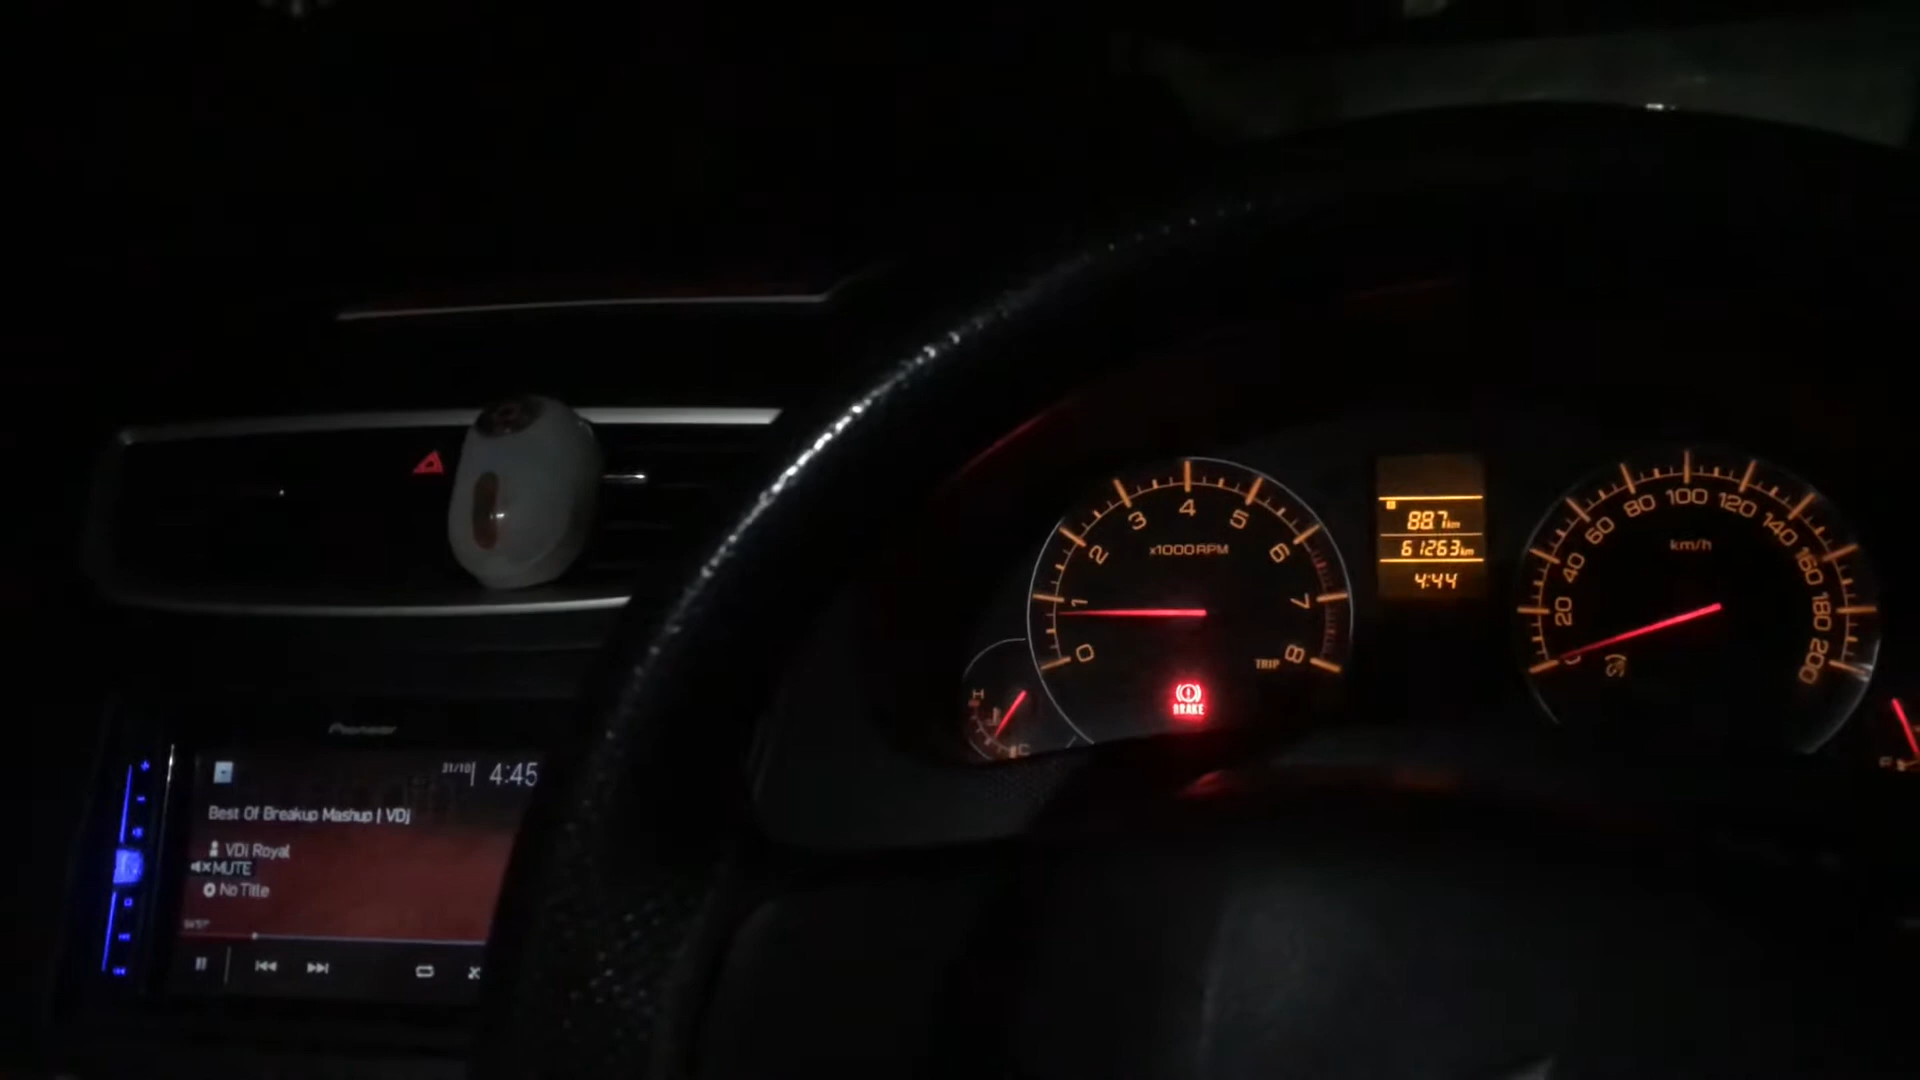 Pioneer
31/10 4:45
Best Of Breakup Mashup | VDj
VDj Royal
MUTE
No Title
0 1 2 3 4 5 6 7 8
x1000RPM
TRIP
BRAKE
H
C
88.7km
61263km
4:44
20 40 60 80 100 120 140 160 180 200
km/h